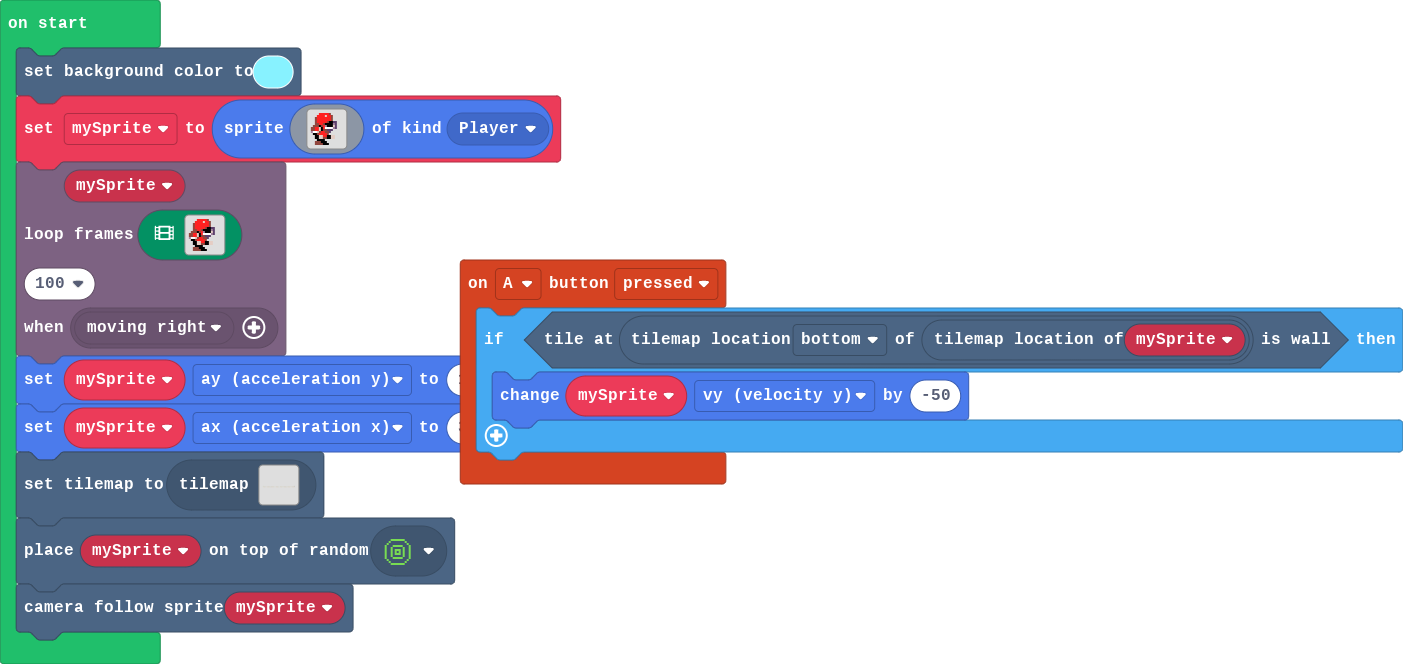 on start
set background color to
set mySprite to sprite of kind Player
mySprite
loop frames
100
when moving right
set mySprite ay (acceleration y) to
set mySprite ax (acceleration x) to
set tilemap to tilemap
place mySprite on top of random
camera follow sprite mySprite
on A button pressed
if tile at tilemap location bottom of tilemap location of mySprite is wall then
change mySprite vy (velocity y) by -50